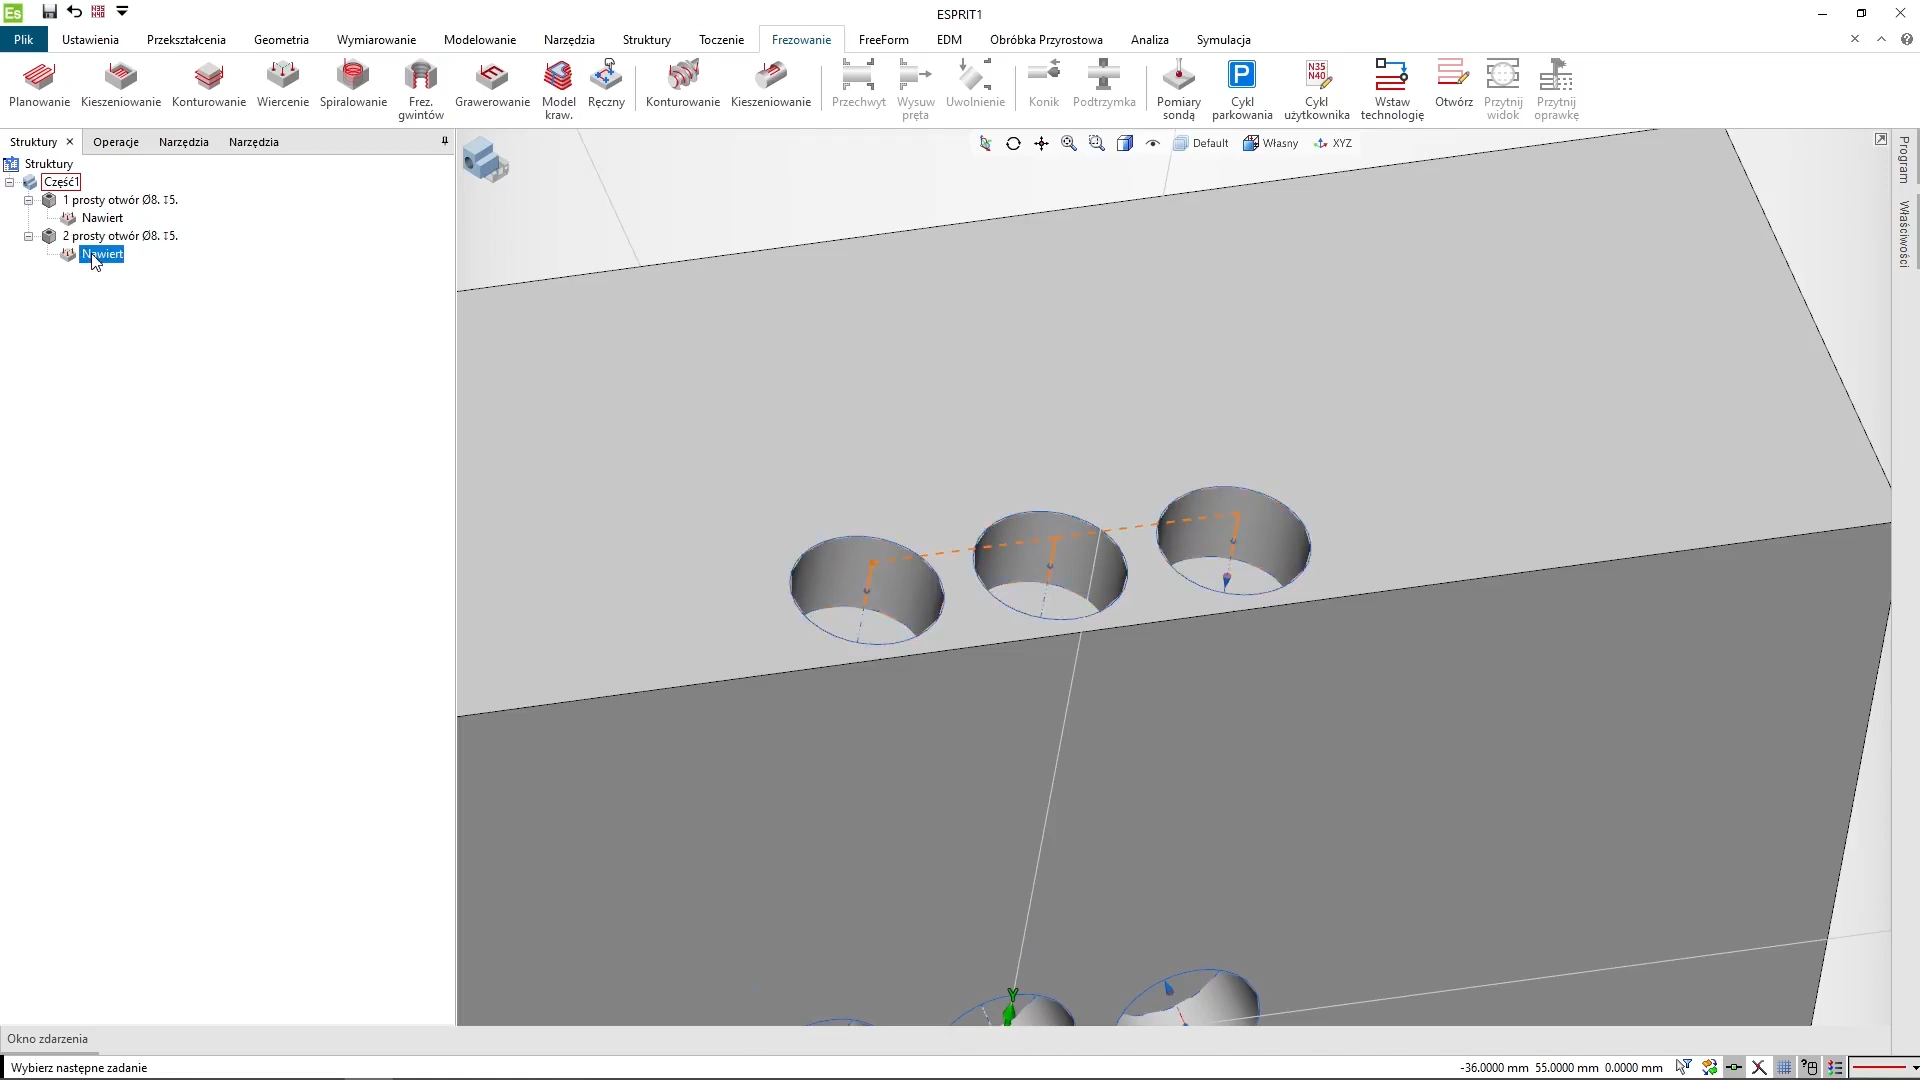 Es
ESPRIT1
Plik Ustawienia Przekształcenia Geometria Wymiarowanie Modelowanie Narzędzia Struktury Toczenie Frezowanie FreeForm EDM Obróbka Przyrostowa Analiza Symulacja
Planowanie Kieszeniowanie Konturowanie Wiercenie Spiralowanie Frez. gwintów Grawerowanie Model kraw. Ręczny Konturowanie Kieszeniowanie Przechwyt Wysuw pręta Uwolnienie Konik Podtrzymka Pomiary sondą Cykl parkowania Cykl użytkownika Wstaw technologię Otwórz Przytnij widok Przytnij oprawkę
Struktury Operacje Narzędzia Narzędzia
Default Własny XYZ
Struktury
Część1
1 prosty otwór Ø8. ↧5.
Nawiert
2 prosty otwór Ø8. ↧5.
Nawiert
Program
Właściwości
Y
Okno zdarzenia
Wybierz następne zadanie
-36.0000 mm 55.0000 mm 0.0000 mm